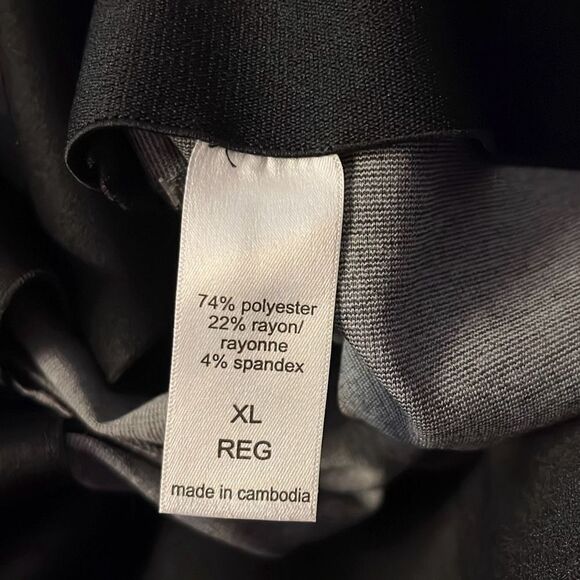 74% polyester
22% rayon/
rayonne
4% spandex
XL
REG
made in cambodia